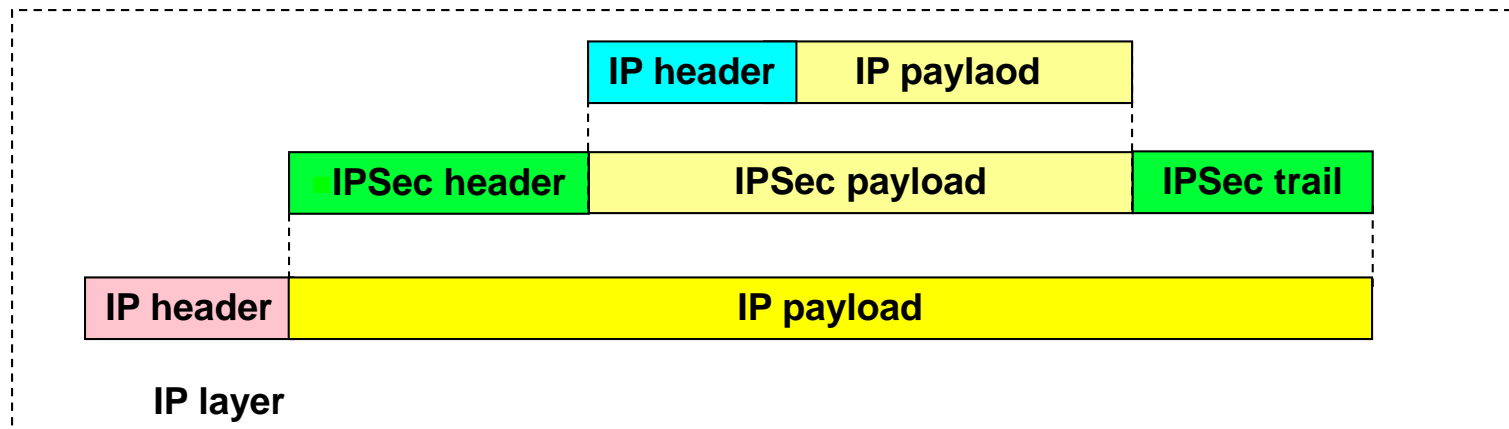 IP header IP paylaod
IPSec header IPSec payload IPSec trail
IP header IP payload
IP layer